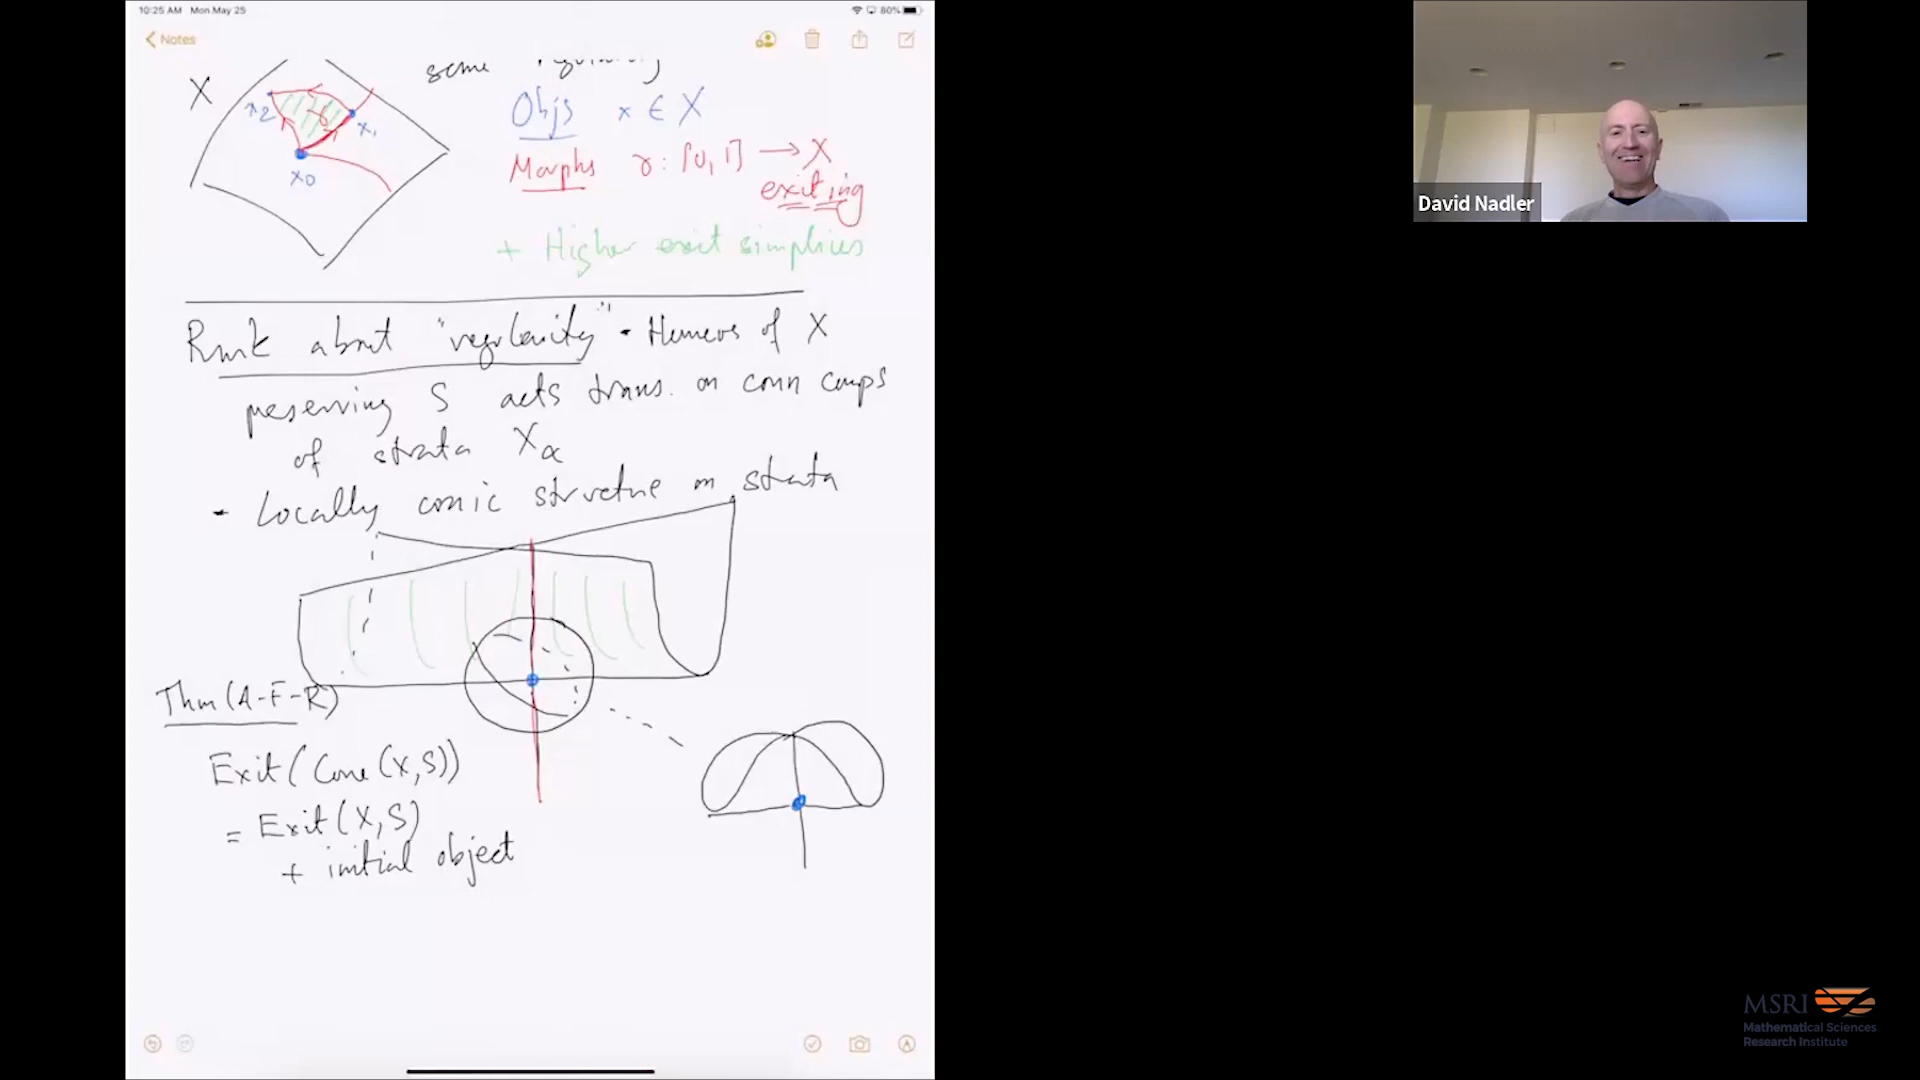 10:25 AM Mon May 25
80%
Notes
some
X
x2
x1
x0
γ
Objs x ∈ X
Morphs γ: [0,1] → X
exiting
+ Higher exit simplices
Rmk about "regularity" • Homeos of X
preserving S acts trans. on conn comps
of strata Xα
• Locally conic structure on strata
Thm (A-F-R)
Exit(Cone(X,S))
= Exit(X,S)
+ initial object
David Nadler
MSRI
Mathematical Sciences
Research Institute